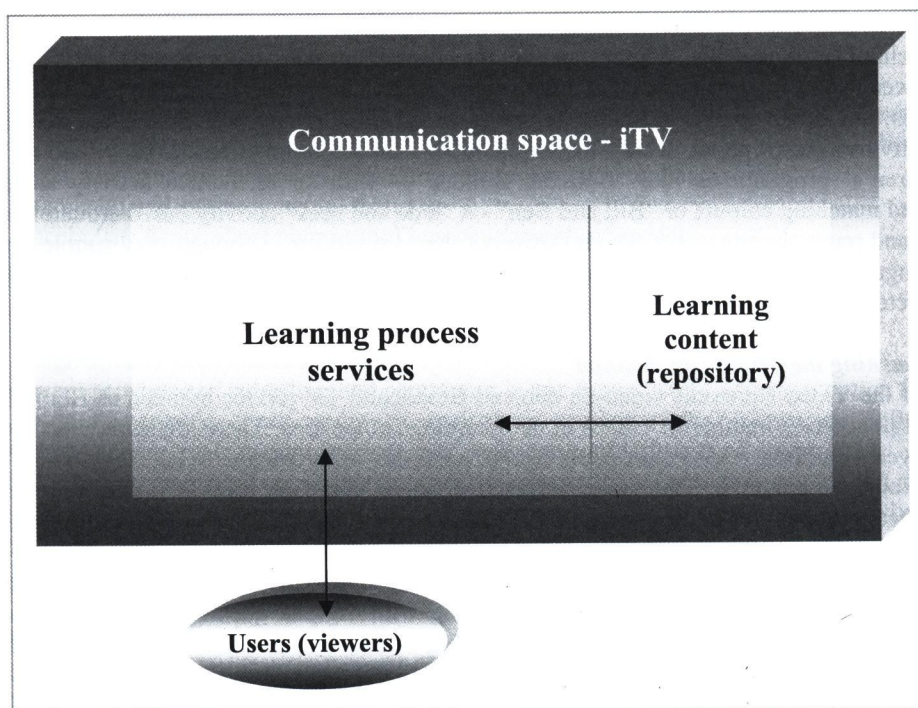 Communication space - iTV
Learning process
services
Learning
content
(repository)
Users (viewers)